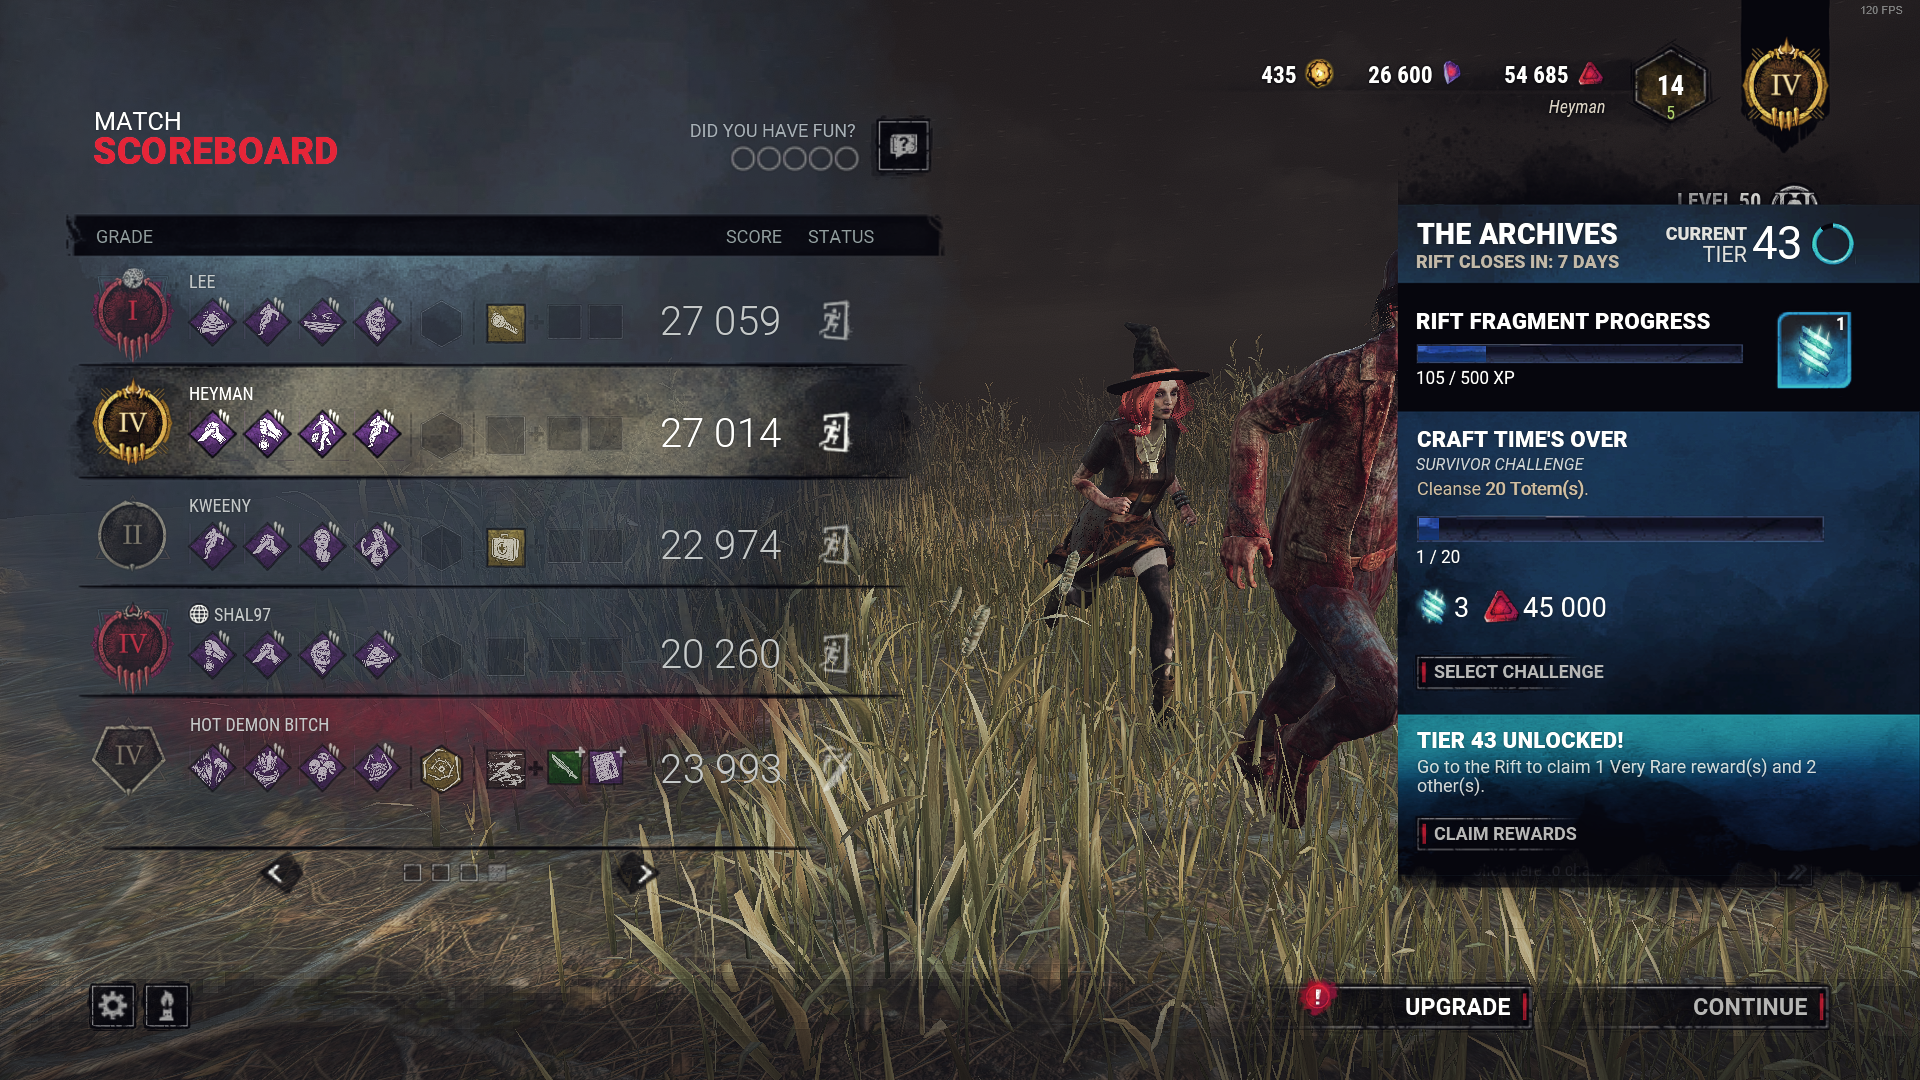 120 FPS
435
26 600
54 685
Heyman
14
5
IV
MATCH
SCOREBOARD
DID YOU HAVE FUN?
?
GRADE SCORE STATUS
LEE
I
27 059
HEYMAN
IV
27 014
KWEENY
II
22 974
SHAL97
IV
20 260
HOT DEMON BITCH
IV
23 993
LEVEL 50
THE ARCHIVES
RIFT CLOSES IN: 7 DAYS
CURRENT
TIER 43
RIFT FRAGMENT PROGRESS
1
105 / 500 XP
CRAFT TIME'S OVER
SURVIVOR CHALLENGE
Cleanse 20 Totem(s).
1 / 20
3 45 000
SELECT CHALLENGE
TIER 43 UNLOCKED!
Go to the Rift to claim 1 Very Rare reward(s) and 2
other(s).
CLAIM REWARDS
!
UPGRADE
CONTINUE